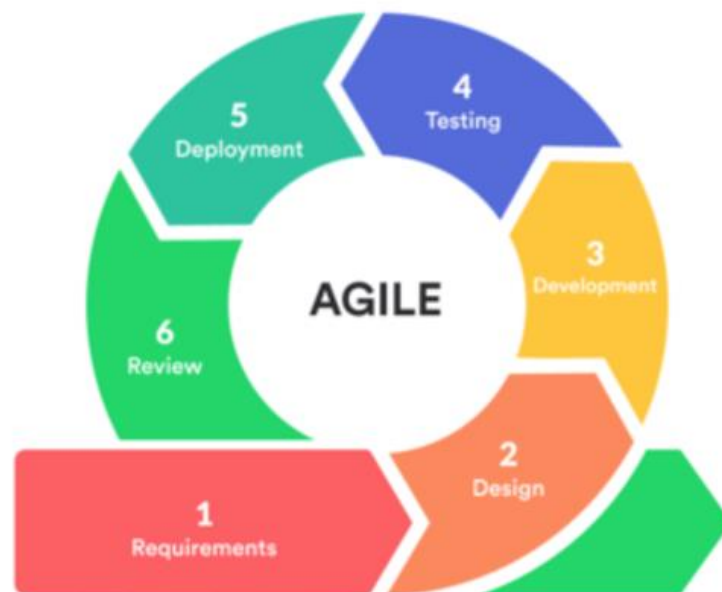 AGILE
1
Requirements
2
Design
3
Development
4
Testing
5
Deployment
6
Review